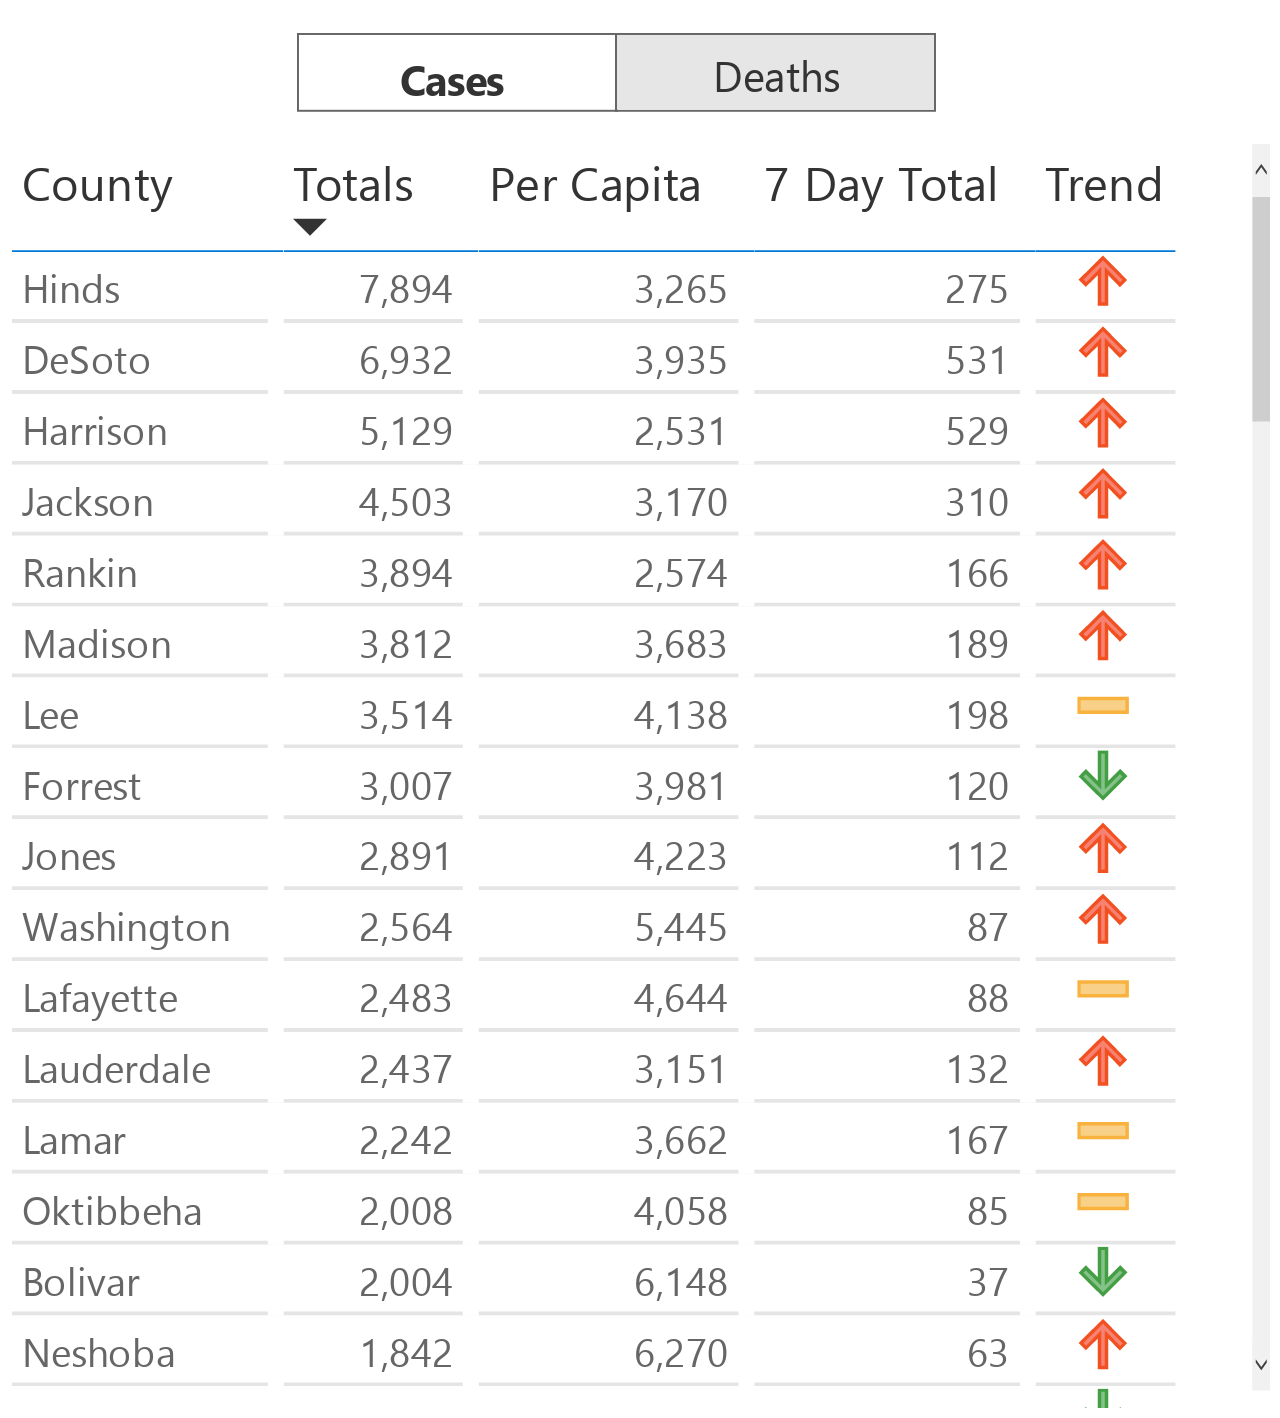 Cases Deaths
County Totals Per Capita 7 Day Total Trend
Hinds 7,894 3,265 275
DeSoto 6,932 3,935 531
Harrison 5,129 2,531 529
Jackson 4,503 3,170 310
Rankin 3,894 2,574 166
Madison 3,812 3,683 189
Lee 3,514 4,138 198
Forrest 3,007 3,981 120
Jones 2,891 4,223 112
Washington 2,564 5,445 87
Lafayette 2,483 4,644 88
Lauderdale 2,437 3,151 132
Lamar 2,242 3,662 167
Oktibbeha 2,008 4,058 85
Bolivar 2,004 6,148 37
Neshoba 1,842 6,270 63